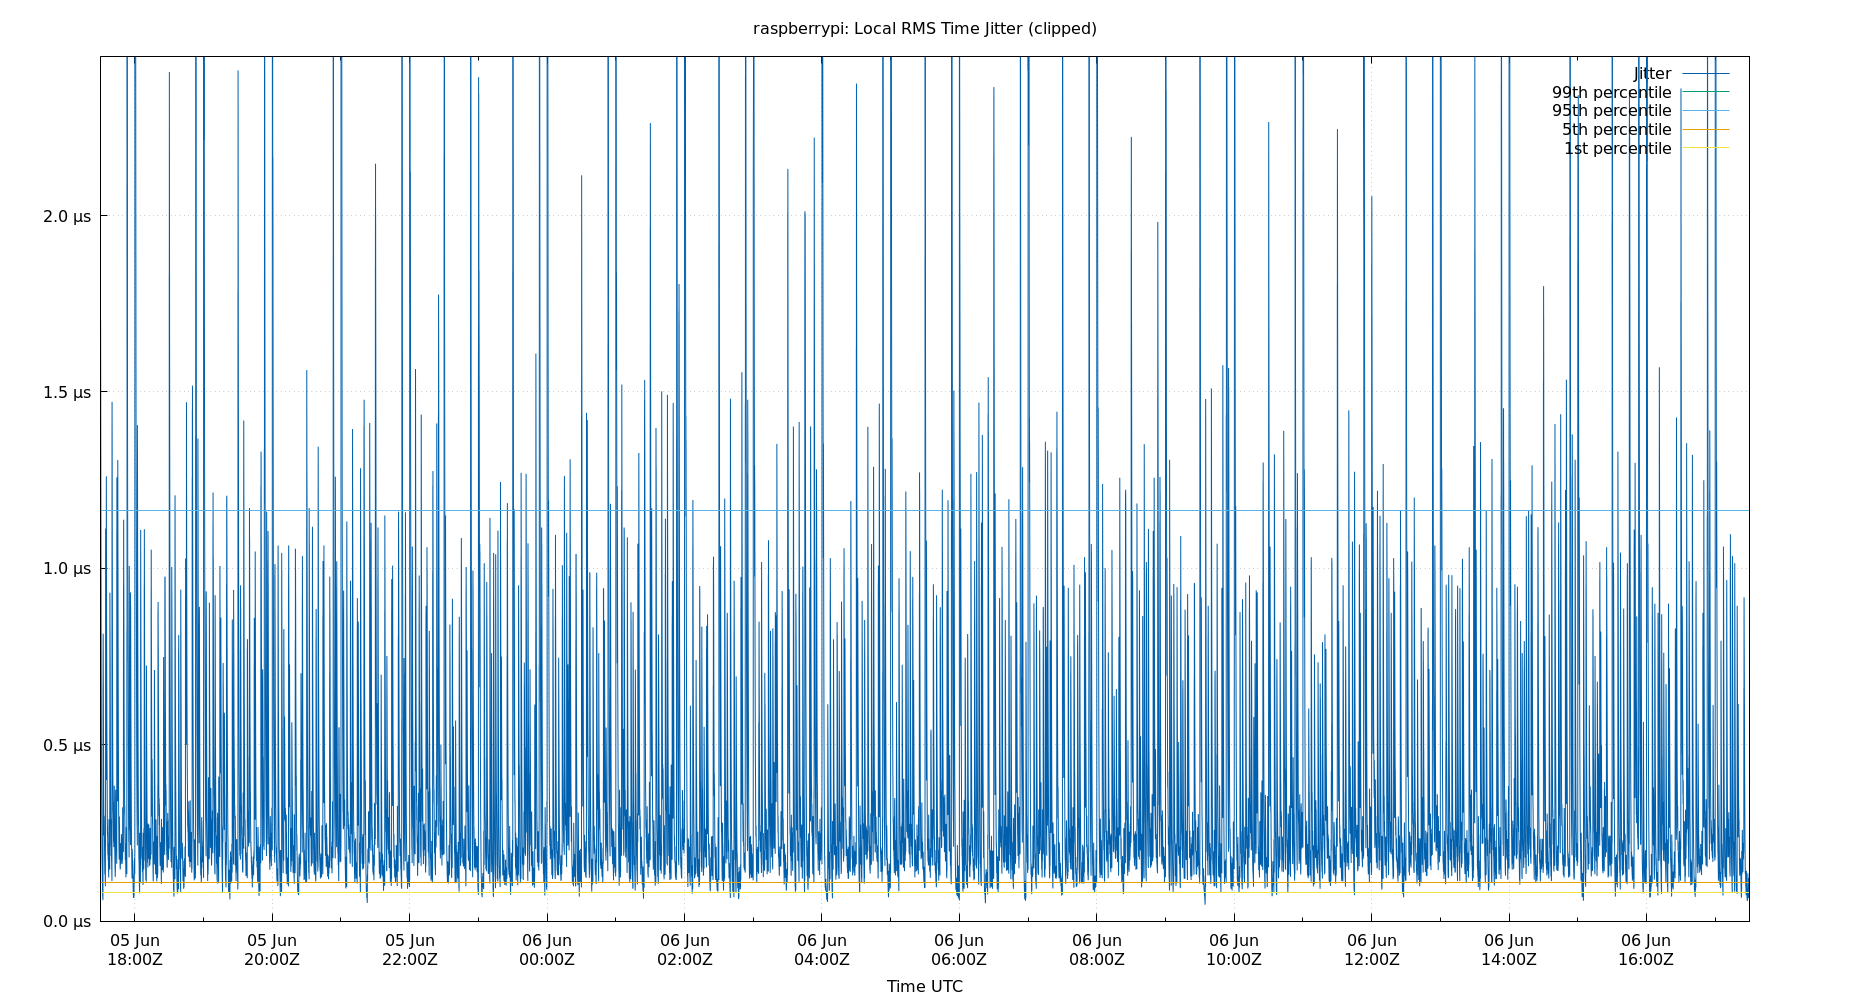 raspberrypi: Local RMS Time Jitter (clipped)
Jitter
99th percentile
95th percentile
5th percentile
1st percentile
2.0 µs
1.5 µs
1.0 µs
0.5 µs
0.0 µs
05 Jun 05 Jun 05 Jun 06 Jun 06 Jun 06 Jun 06 Jun 06 Jun 06 Jun 06 Jun 06 Jun 06 Jun
18:00Z 20:00Z 22:00Z 00:00Z 02:00Z 04:00Z 06:00Z 08:00Z 10:00Z 12:00Z 14:00Z 16:00Z
Time UTC